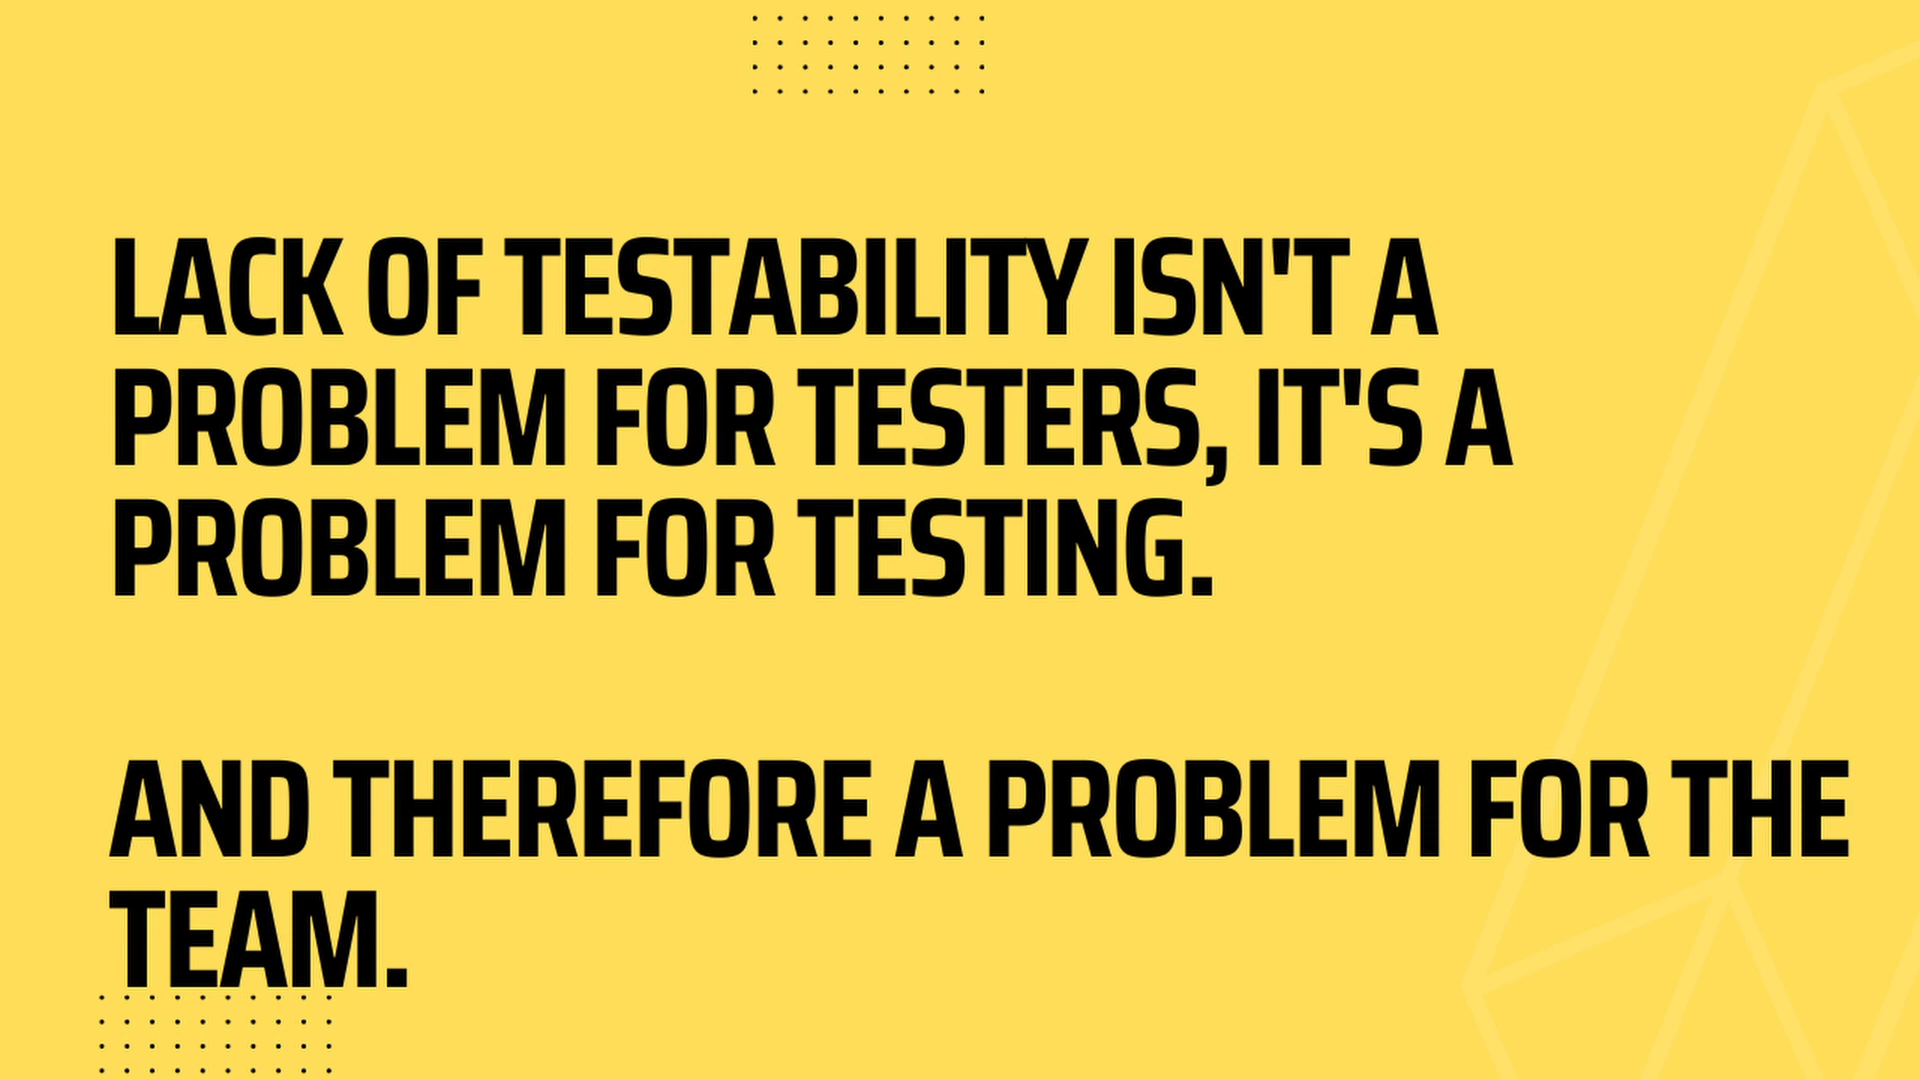 LACK OF TESTABILITY ISN'T A
PROBLEM FOR TESTERS, IT'S A
PROBLEM FOR TESTING.
AND THEREFORE A PROBLEM FOR THE
TEAM.